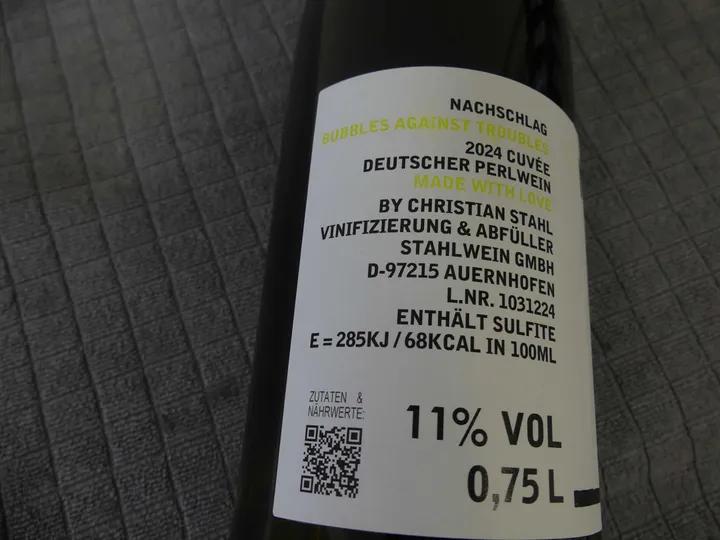 NACHSCHLAG
BUBBLES AGAINST TROUBLES
2024 CUVÉE
DEUTSCHER PERLWEIN
MADE WITH LOVE
BY CHRISTIAN STAHL
VINIFIZIERUNG & ABFÜLLER
STAHLWEIN GMBH
D-97215 AUERNHOFEN
L.NR. 1031224
ENTHÄLT SULFITE
E = 285KJ / 68KCAL IN 100ML
ZUTATEN &
NÄHRWERTE:
11% VOL
0,75 L